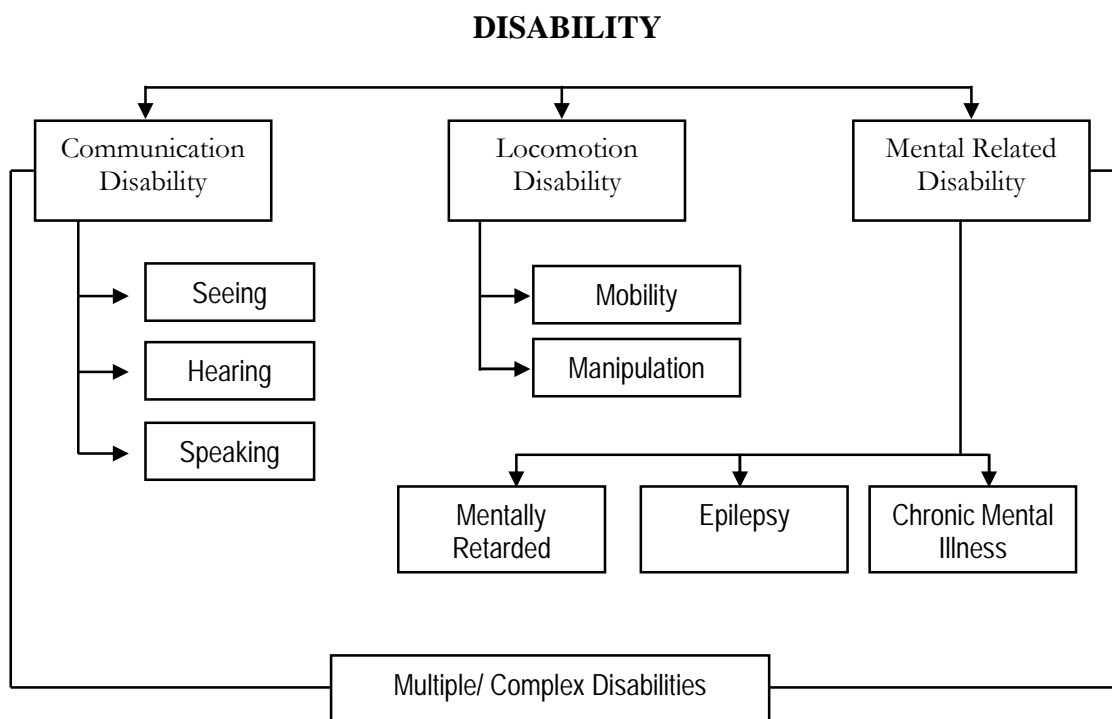 DISABILITY
Communication
Disability
Locomotion
Disability
Mental Related
Disability
Seeing
Hearing
Speaking
Mobility
Manipulation
Mentally
Retarded
Epilepsy
Chronic Mental
Illness
Multiple/ Complex Disabilities